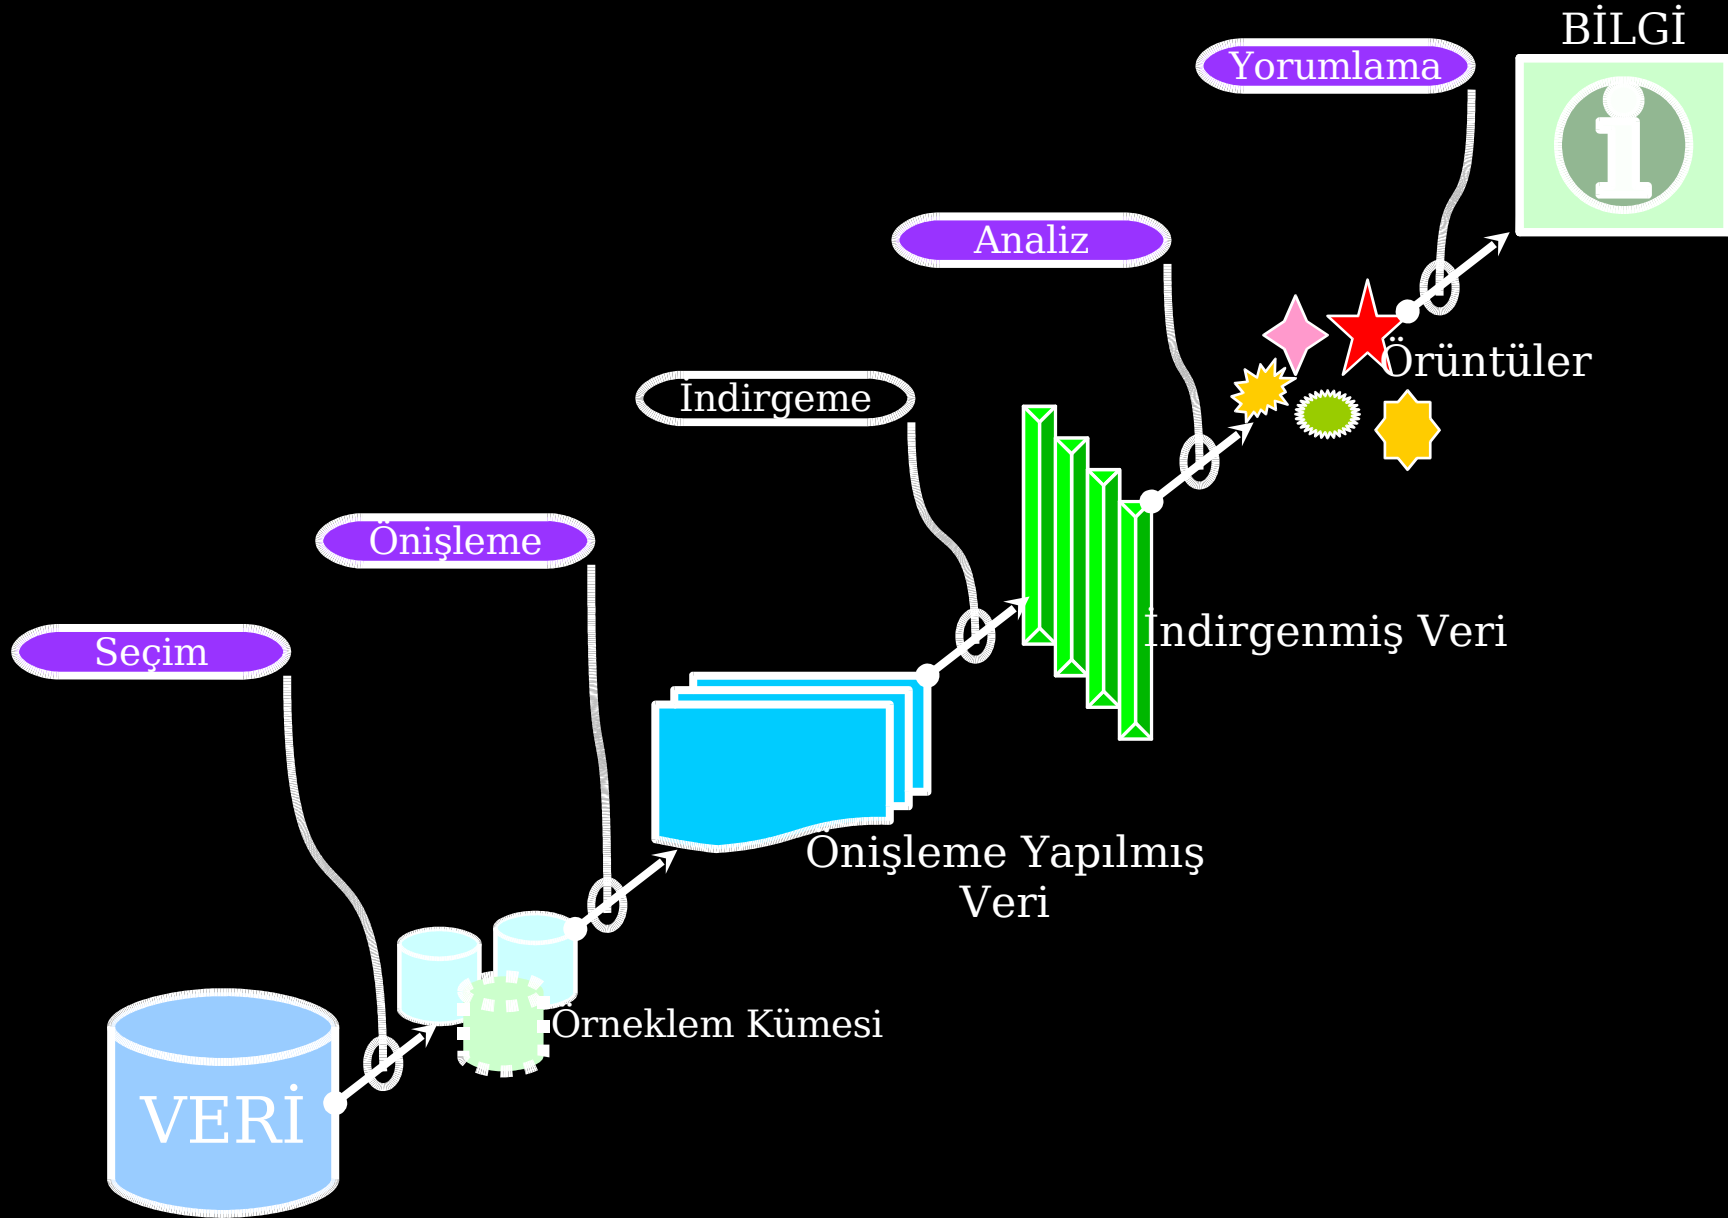 BİLGİ
Yorumlama
Analiz
Örüntüler
İndirgeme
Önişleme
İndirgenmiş Veri
Seçim
Önişleme Yapılmış
Veri
Örneklem Kümesi
VERİ